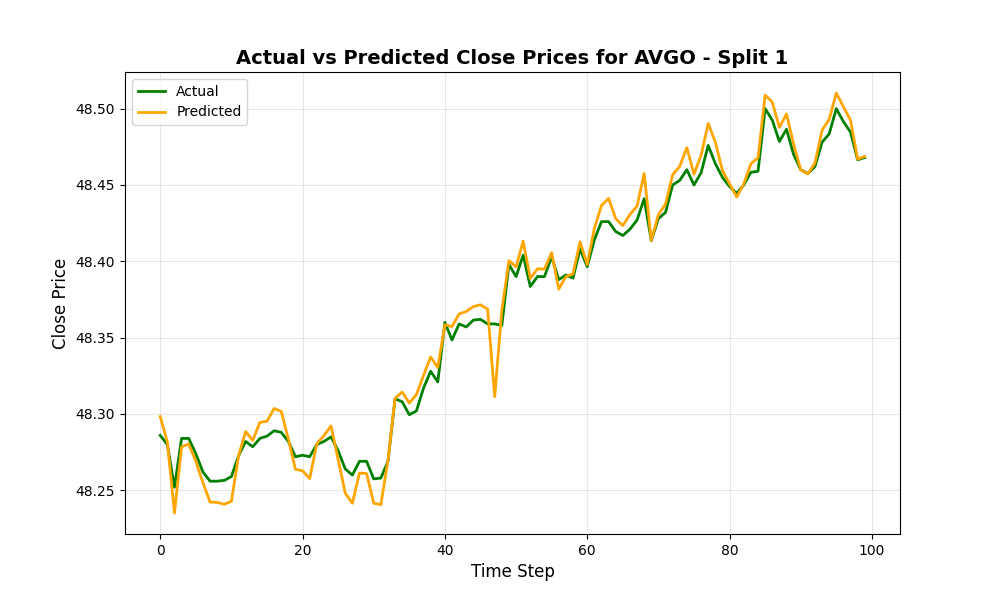 Actual vs Predicted Close Prices for AVGO - Split 1
Actual
Predicted
Close Price
48.50
48.45
48.40
48.35
48.30
48.25
0
20
40
60
80
100
Time Step